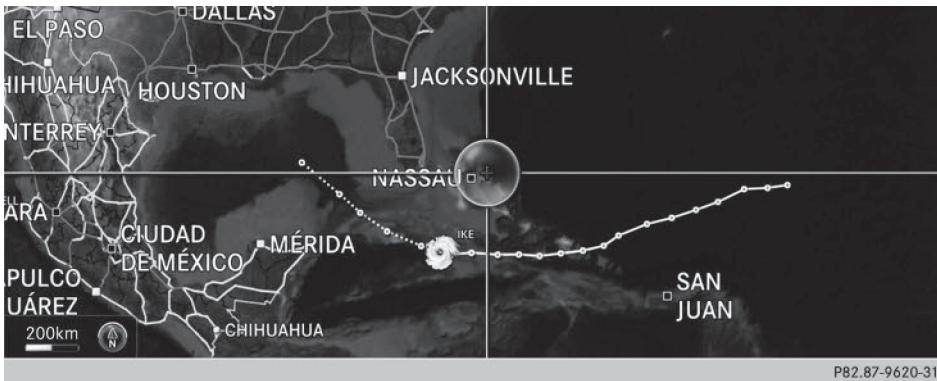 DALLAS
EL PASO
HIHUAHUA
HOUSTON
JACKSONVILLE
NTERREY
NASSAU
ELL
ARA
IKE
CIUDAD
DE MÉXICO
MÉRIDA
APULCO
UÁREZ
SAN
JUAN
CHIHUAHUA
200km
N
P82.87-9620-31